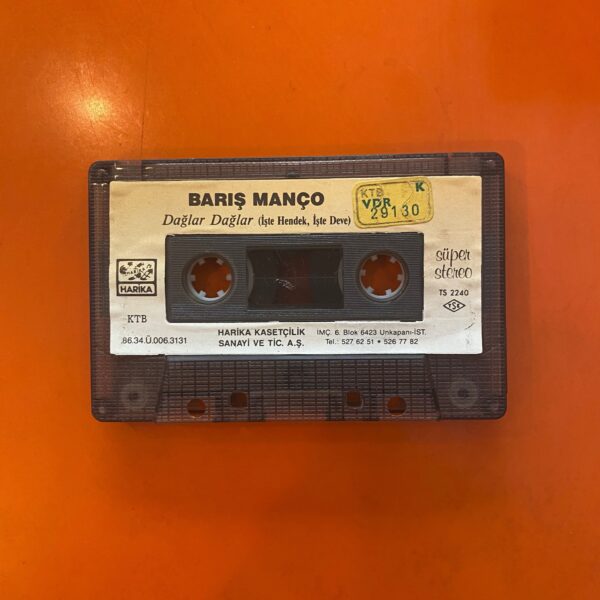 BARIŞ MANÇO
Dağlar Dağlar (İşte Hendek, İşte Deve)
KTB K
VDR
29130
HARİKA
süper
stereo
TS 2240
TSE
KTB
86.34.Ü.006.3131
HARİKA KASETÇİLİK
SANAYİ VE TİC. A.Ş.
İMÇ. 6. Blok 6423 Unkapanı-İST.
Tel.: 527 62 51 • 526 77 82